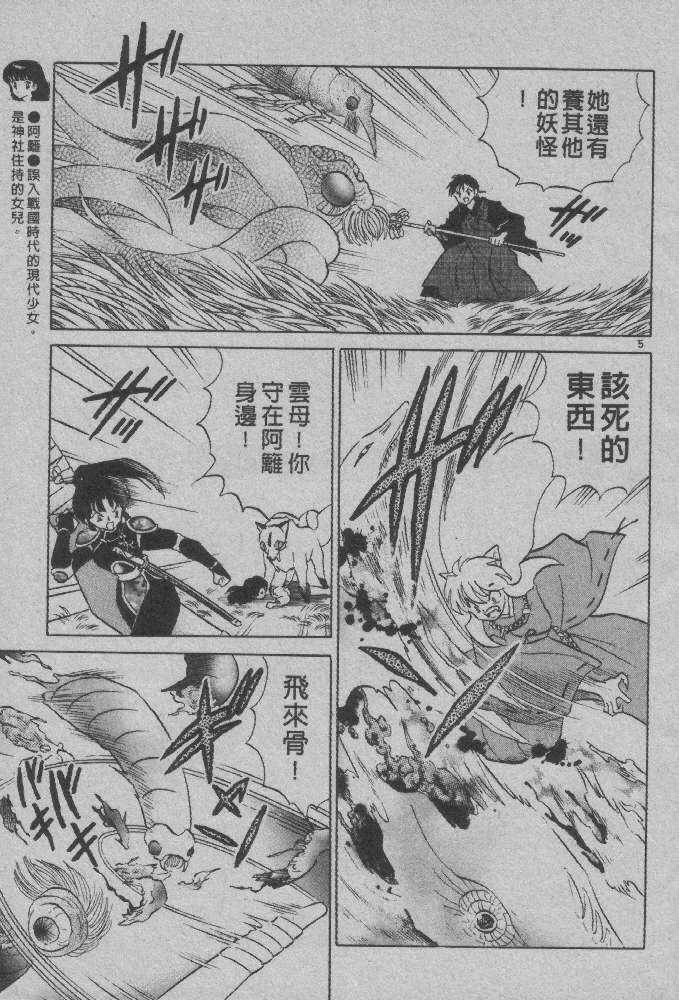 她還有
養其他
的妖怪
！
●阿籬●誤入戰國時代的現代少女。
是神社住持的女兒。
5
該死的
東西！
雲母！你
守在阿籬
身邊！
飛來骨！